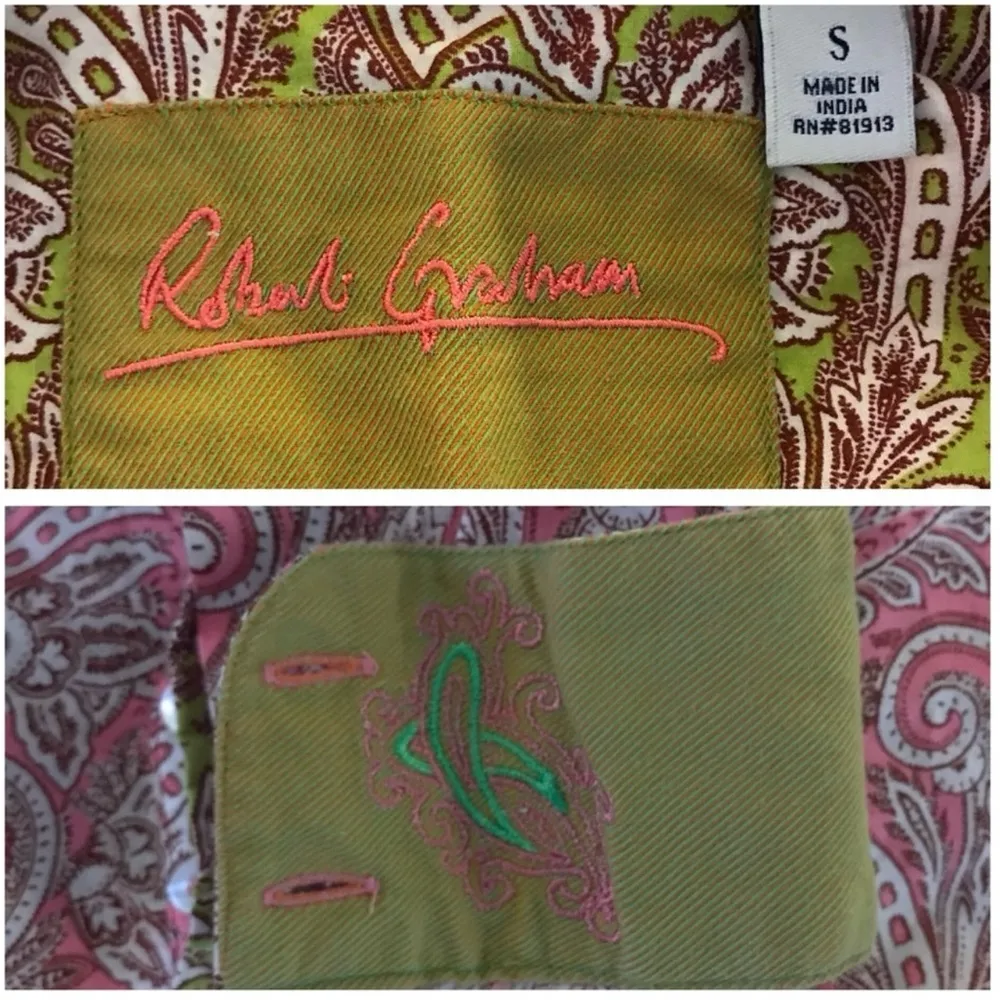 S
MADE IN
INDIA
RN#81913
Robert Graham